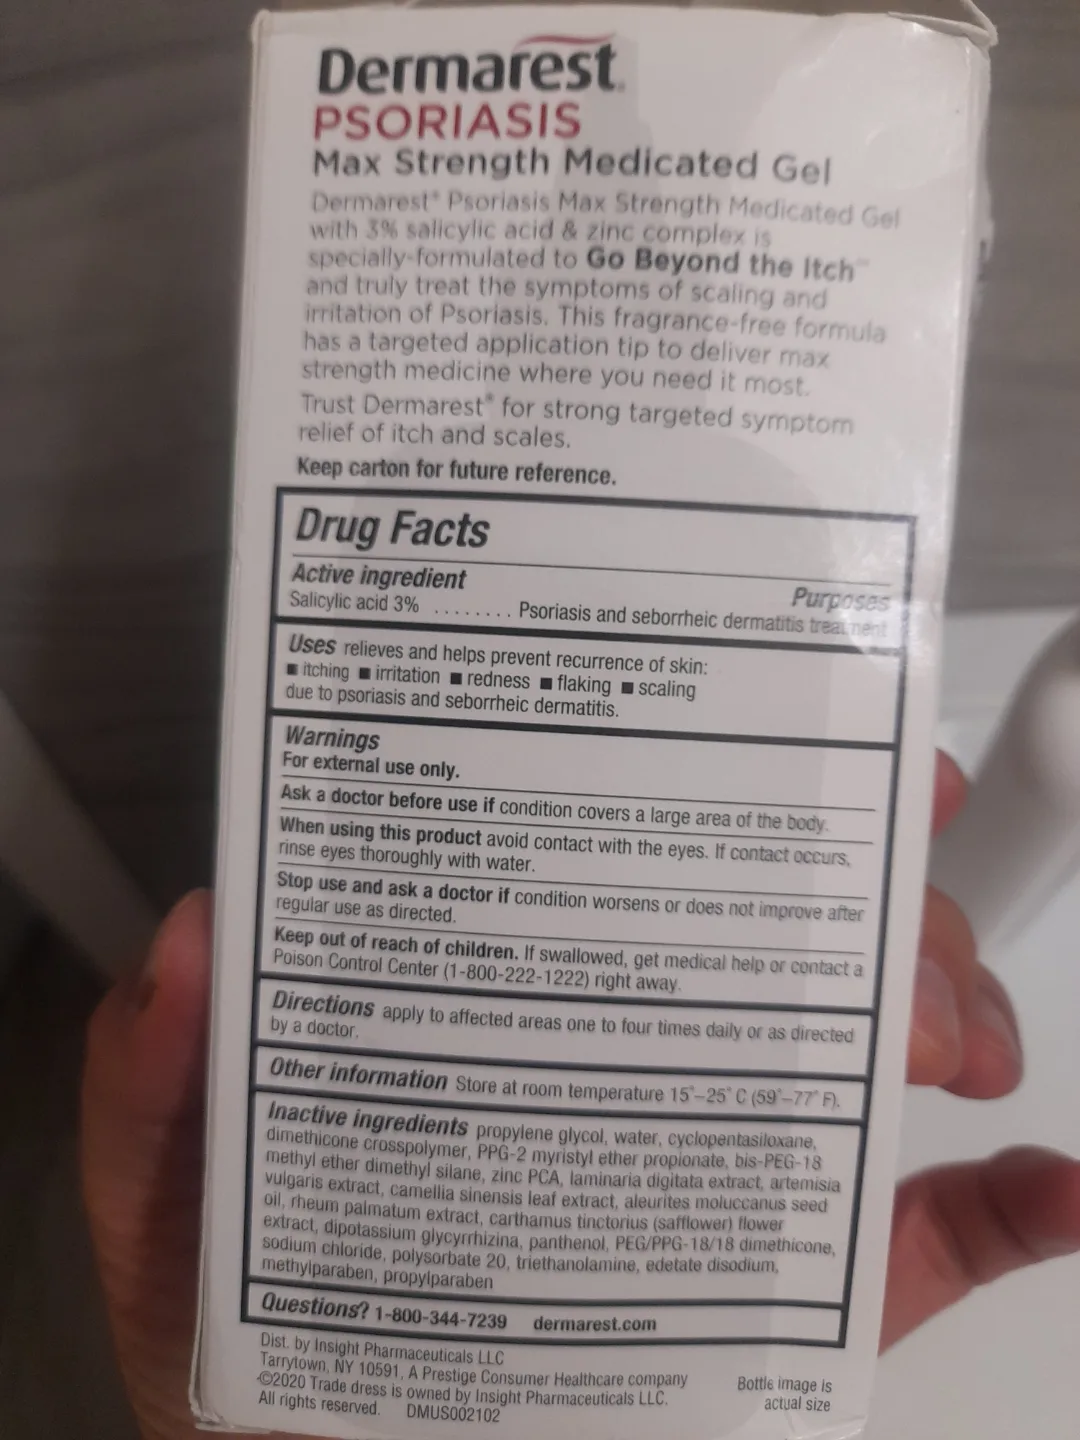 Dermarest®
PSORIASIS
Max Strength Medicated Gel
Dermarest® Psoriasis Max Strength Medicated Gel
with 3% salicylic acid & zinc complex is
specially-formulated to Go Beyond the Itch™
and truly treat the symptoms of scaling and
irritation of Psoriasis. This fragrance-free formula
has a targeted application tip to deliver max
strength medicine where you need it most.
Trust Dermarest® for strong targeted symptom
relief of itch and scales.
Keep carton for future reference.
Drug Facts
Active ingredient Purposes
Salicylic acid 3% ........ Psoriasis and seborrheic dermatitis treatment
Uses relieves and helps prevent recurrence of skin:
■ itching ■ irritation ■ redness ■ flaking ■ scaling
due to psoriasis and seborrheic dermatitis.
Warnings
For external use only.
Ask a doctor before use if condition covers a large area of the body.
When using this product avoid contact with the eyes. If contact occurs,
rinse eyes thoroughly with water.
Stop use and ask a doctor if condition worsens or does not improve after
regular use as directed.
Keep out of reach of children. If swallowed, get medical help or contact a
Poison Control Center (1-800-222-1222) right away.
Directions apply to affected areas one to four times daily or as directed
by a doctor.
Other information Store at room temperature 15°–25° C (59°–77° F).
Inactive ingredients propylene glycol, water, cyclopentasiloxane,
dimethicone crosspolymer, PPG-2 myristyl ether propionate, bis-PEG-18
methyl ether dimethyl silane, zinc PCA, laminaria digitata extract, artemisia
vulgaris extract, camellia sinensis leaf extract, aleurites moluccanus seed
oil, rheum palmatum extract, carthamus tinctorius (safflower) flower
extract, dipotassium glycyrrhizina, panthenol, PEG/PPG-18/18 dimethicone,
sodium chloride, polysorbate 20, triethanolamine, edetate disodium,
methylparaben, propylparaben
Questions? 1-800-344-7239 dermarest.com
Dist. by Insight Pharmaceuticals LLC
Tarrytown, NY 10591, A Prestige Consumer Healthcare company
©2020 Trade dress is owned by Insight Pharmaceuticals LLC.
All rights reserved. DMUS002102
Bottle image is
actual size